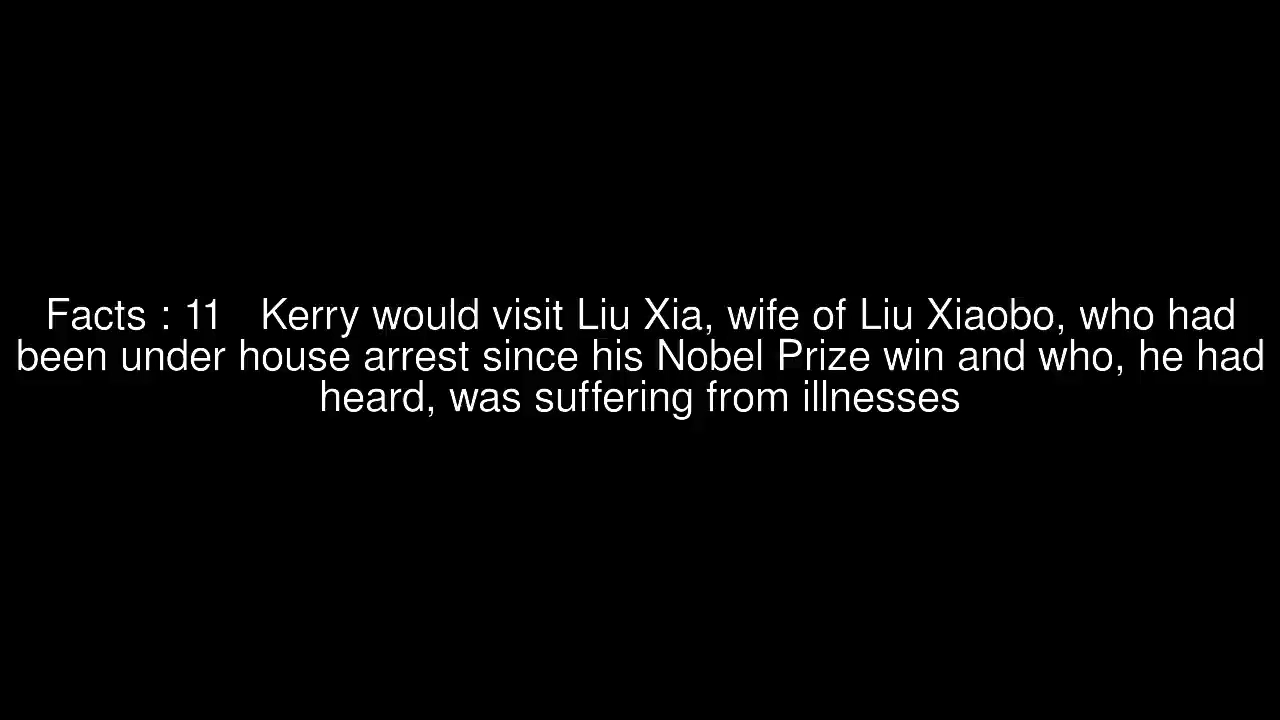 Facts : 11 Kerry would visit Liu Xia, wife of Liu Xiaobo, who had
been under house arrest since his Nobel Prize win and who, he had
heard, was suffering from illnesses